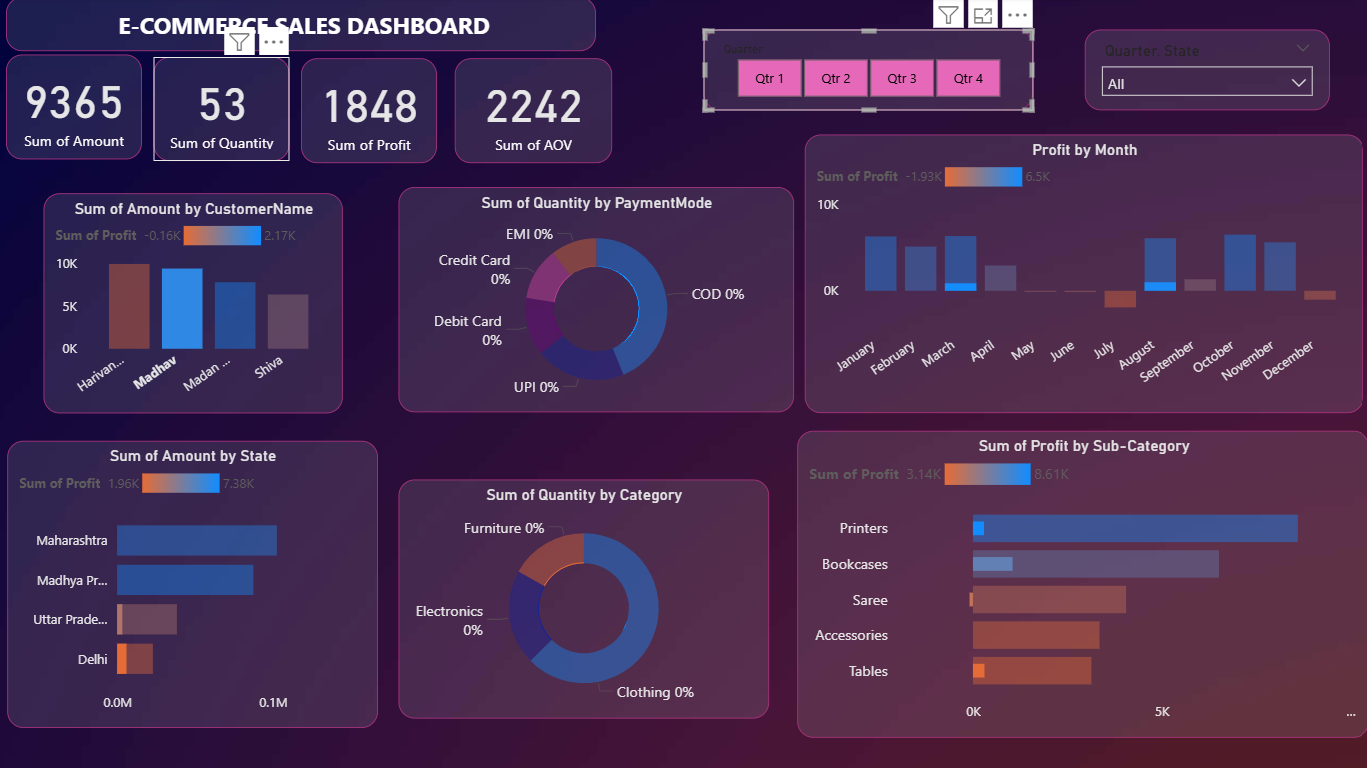 E-COMMERCE SALES DASHBOARD
9365
Sum of Amount
53
Sum of Quantity
1848
Sum of Profit
2242
Sum of AOV
Quarter
Qtr 1
Qtr 2
Qtr 3
Qtr 4
Quarter, State
All
Sum of Amount by CustomerName
Sum of Profit -0.16K 2.17K
10K
5K
0K
Harivan...
Madhav
Madan ...
Shiva
Sum of Quantity by PaymentMode
EMI 0%
Credit Card
0%
Debit Card
0%
UPI 0%
COD 0%
Profit by Month
Sum of Profit -1.93K 6.5K
10K
0K
January
February
March
April
May
June
July
August
September
October
November
December
Sum of Amount by State
Sum of Profit 1.96K 7.38K
Maharashtra
Madhya Pr...
Uttar Prade...
Delhi
0.0M
0.1M
Sum of Quantity by Category
Furniture 0%
Electronics
0%
Clothing 0%
Sum of Profit by Sub-Category
Sum of Profit 3.14K 8.61K
Printers
Bookcases
Saree
Accessories
Tables
0K
5K
...